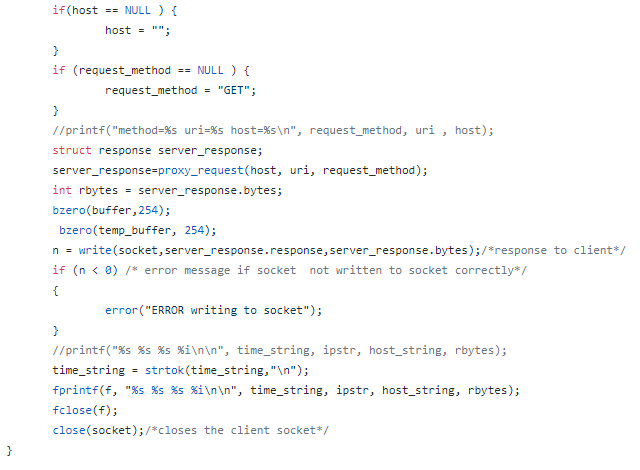 if(host == NULL ) {
host = "";
}
if (request_method == NULL ) {
request_method = "GET";
}
//printf("method=%s uri=%s host=%s\n", request_method, uri , host);
struct response server_response;
server_response=proxy_request(host, uri, request_method);
int rbytes = server_response.bytes;
bzero(buffer,254);
bzero(temp_buffer, 254);
n = write(socket,server_response.response,server_response.bytes);/*response to client*/
if (n < 0) /* error message if socket  not written to socket correctly*/
{
error("ERROR writing to socket");
}
//printf("%s %s %s %i\n\n", time_string, ipstr, host_string, rbytes);
time_string = strtok(time_string,"\n");
fprintf(f, "%s %s %s %i\n\n", time_string, ipstr, host_string, rbytes);
fclose(f);
close(socket);/*closes the client socket*/
}